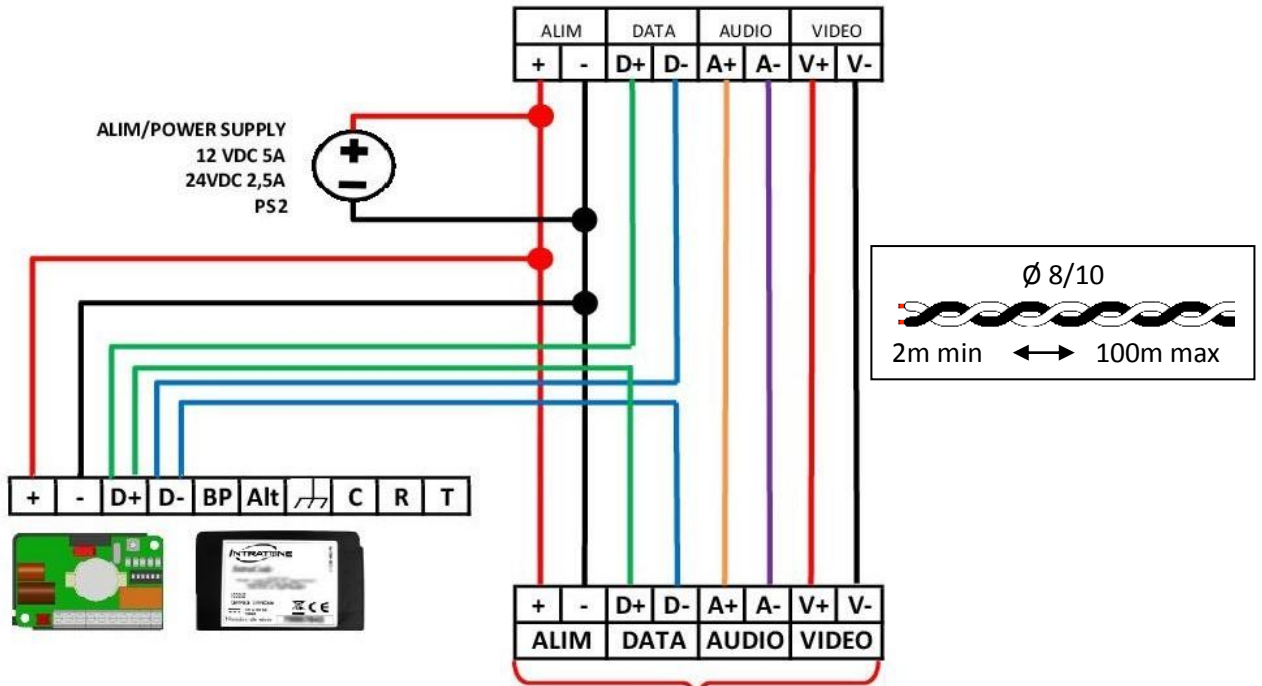 ALIM DATA AUDIO VIDEO
+ - D+ D- A+ A- V+ V-
ALIM/POWER SUPPLY
12 VDC 5A
24VDC 2,5A
PS2
+
−
Ø 8/10
2m min 100m max
+ - D+ D- BP Alt C R T
INTRATONE
CE
+ - D+ D- A+ A- V+ V-
ALIM DATA AUDIO VIDEO